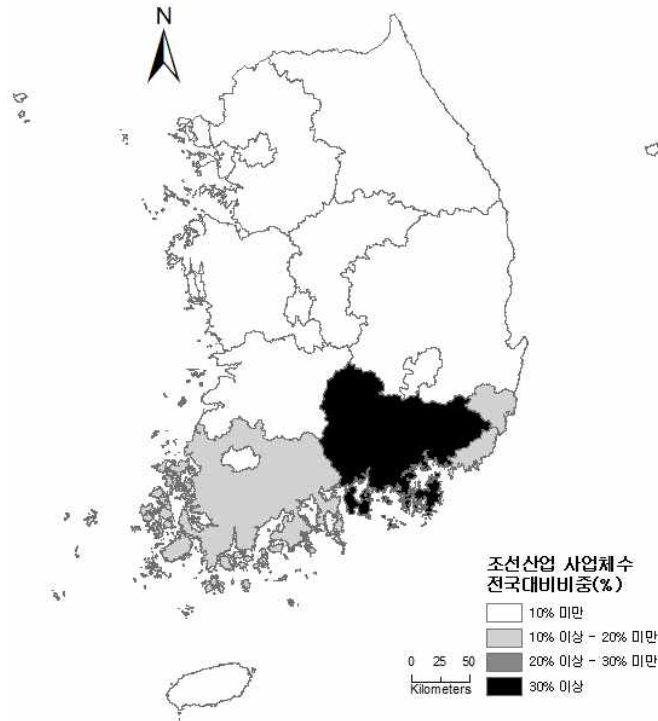 N
조선산업 사업체수
전국대비비중(%)
10% 미만
10% 이상 - 20% 미만
20% 이상 - 30% 미만
30% 이상
0 25 50
Kilometers